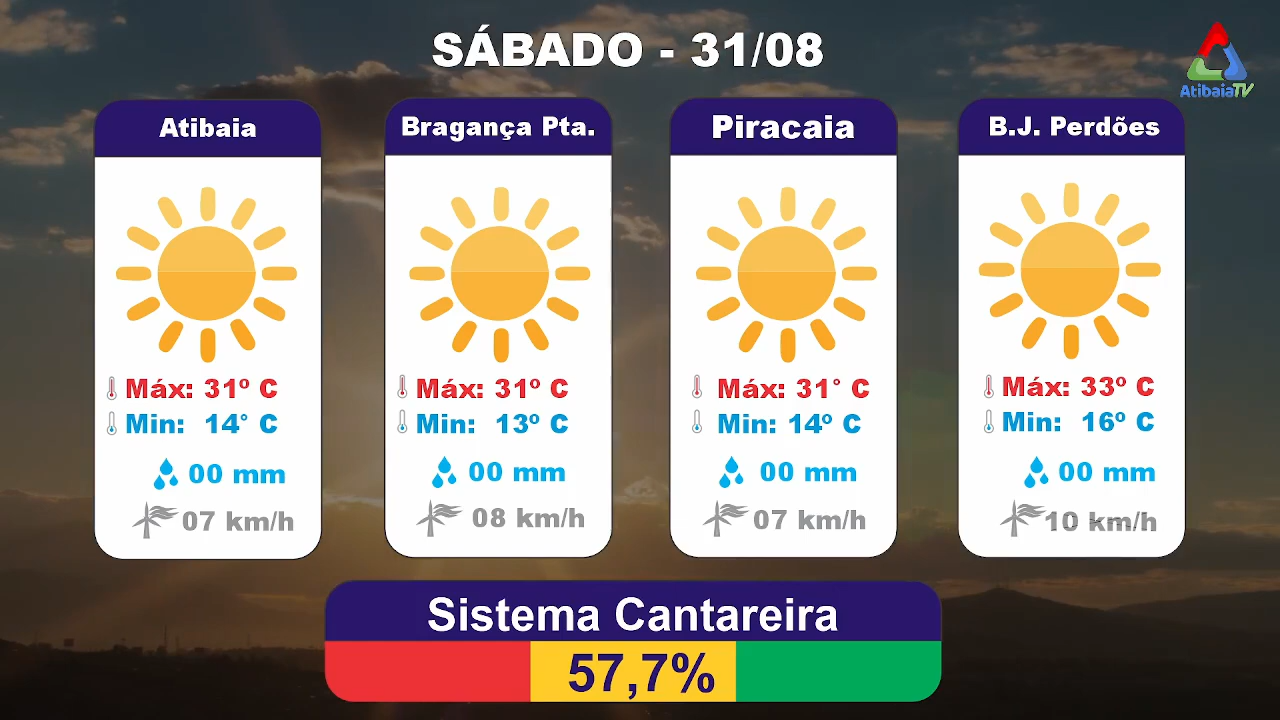 SÁBADO - 31/08
AtibaiaTV
Atibaia
Máx: 31º C
Min: 14° C
00 mm
07 km/h
Bragança Pta.
Máx: 31º C
Min: 13º C
00 mm
08 km/h
Piracaia
Máx: 31° C
Min: 14º C
00 mm
07 km/h
B.J. Perdões
Máx: 33º C
Min: 16º C
00 mm
10 km/h
Sistema Cantareira
57,7%